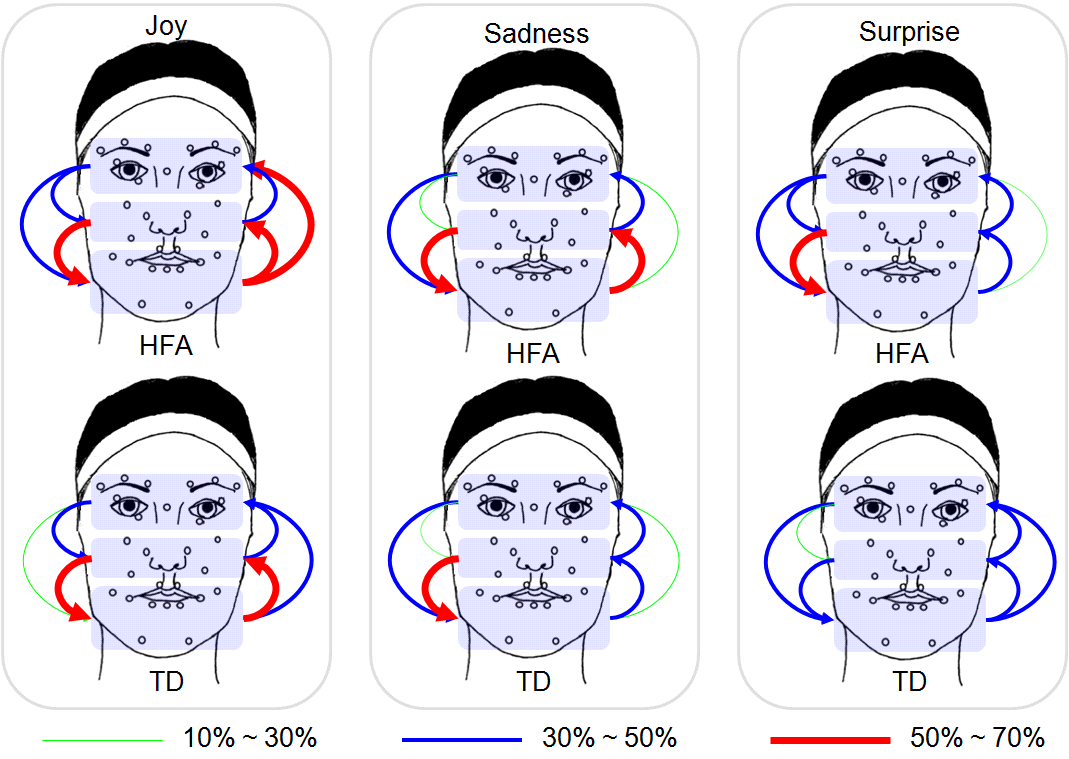 Joy
Sadness
Surprise
HFA
HFA
HFA
TD
TD
TD
10% ~ 30%
30% ~ 50%
50% ~ 70%